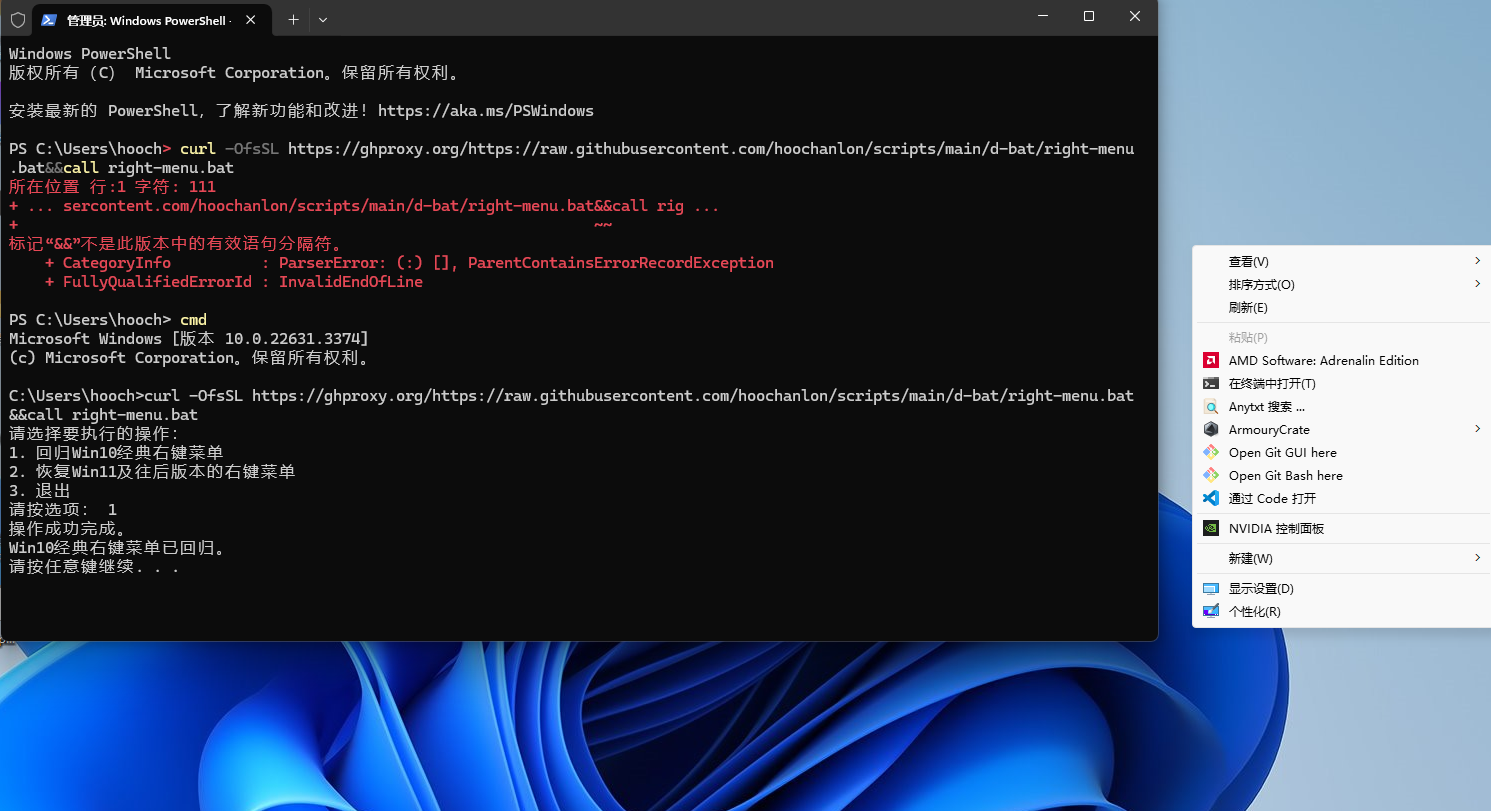 管理员: Windows PowerShell
Windows PowerShell
版权所有 (C) Microsoft Corporation。保留所有权利。
安装最新的 PowerShell，了解新功能和改进！https://aka.ms/PSWindows
PS C:\Users\hooch> curl -OfsSL https://ghproxy.org/https://raw.githubusercontent.com/hoochanlon/scripts/main/d-bat/right-menu
.bat&&call right-menu.bat
所在位置 行:1 字符: 111
+ ... sercontent.com/hoochanlon/scripts/main/d-bat/right-menu.bat&&call rig ...
+ ~~
标记“&&”不是此版本中的有效语句分隔符。
+ CategoryInfo : ParserError: (:) [], ParentContainsErrorRecordException
+ FullyQualifiedErrorId : InvalidEndOfLine
PS C:\Users\hooch> cmd
Microsoft Windows [版本 10.0.22631.3374]
(c) Microsoft Corporation。保留所有权利。
C:\Users\hooch>curl -OfsSL https://ghproxy.org/https://raw.githubusercontent.com/hoochanlon/scripts/main/d-bat/right-menu.bat
&&call right-menu.bat
请选择要执行的操作:
1. 回归Win10经典右键菜单
2. 恢复Win11及往后版本的右键菜单
3. 退出
请按选项: 1
操作成功完成。
Win10经典右键菜单已回归。
请按任意键继续. . .
查看(V)
排序方式(O)
刷新(E)
粘贴(P)
AMD Software: Adrenalin Edition
在终端中打开(T)
Anytxt 搜索 ...
ArmouryCrate
Open Git GUI here
Open Git Bash here
通过 Code 打开
NVIDIA 控制面板
新建(W)
显示设置(D)
个性化(R)